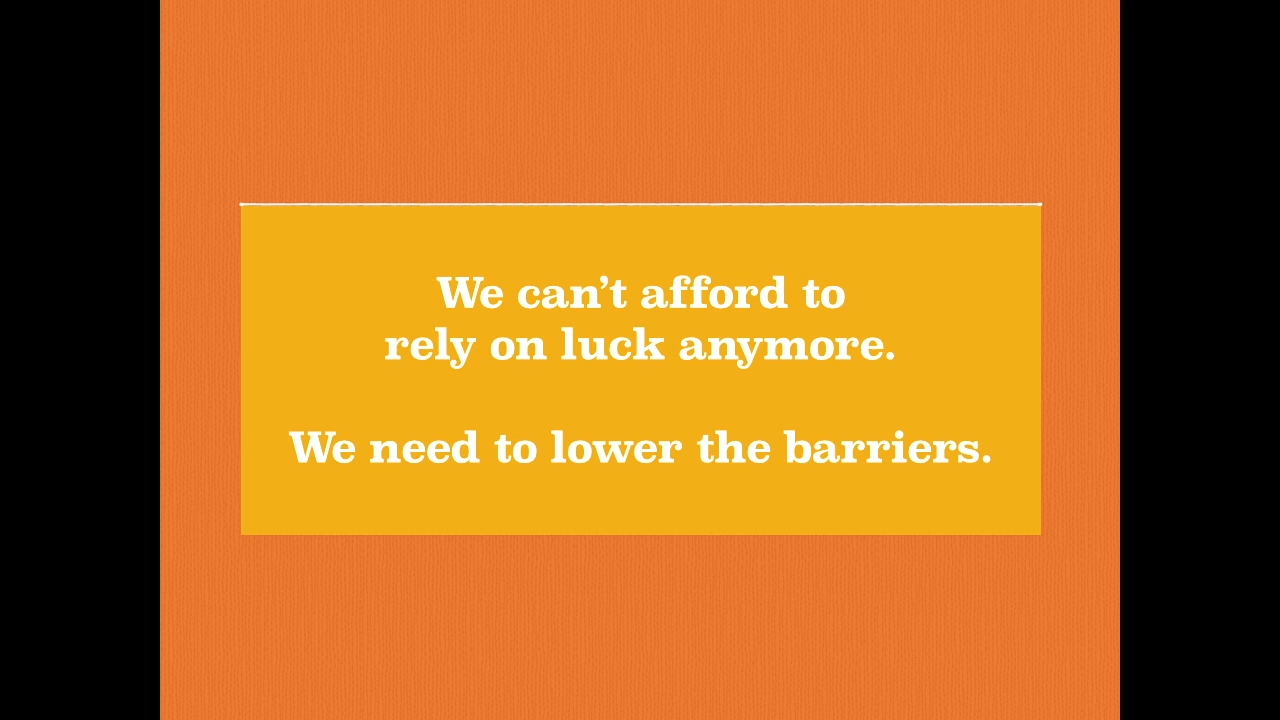 We can’t afford to
rely on luck anymore.
We need to lower the barriers.